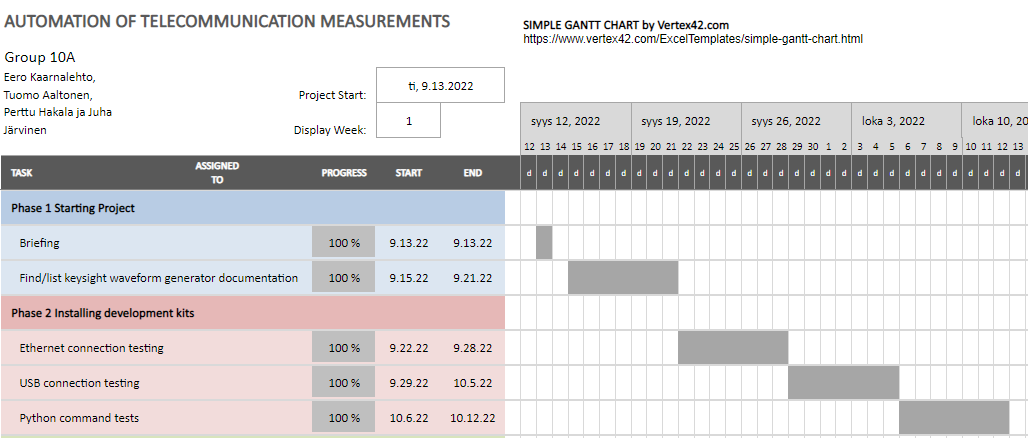 AUTOMATION OF TELECOMMUNICATION MEASUREMENTS
SIMPLE GANTT CHART by Vertex42.com
https://www.vertex42.com/ExcelTemplates/simple-gantt-chart.html
Group 10A
Eero Kaarnalehto,
Tuomo Aaltonen,
Perttu Hakala ja Juha
Järvinen
Project Start: ti, 9.13.2022
Display Week: 1
syys 12, 2022 syys 19, 2022 syys 26, 2022 loka 3, 2022 loka 10, 20
12 13 14 15 16 17 18 19 20 21 22 23 24 25 26 27 28 29 30 1 2 3 4 5 6 7 8 9 10 11 12 13
TASK ASSIGNED TO PROGRESS START END d d d d d d d d d d d d d d d d d d d d d d d d d d d d d d d d
Phase 1 Starting Project
Briefing 100 % 9.13.22 9.13.22
Find/list keysight waveform generator documentation 100 % 9.15.22 9.21.22
Phase 2 Installing development kits
Ethernet connection testing 100 % 9.22.22 9.28.22
USB connection testing 100 % 9.29.22 10.5.22
Python command tests 100 % 10.6.22 10.12.22